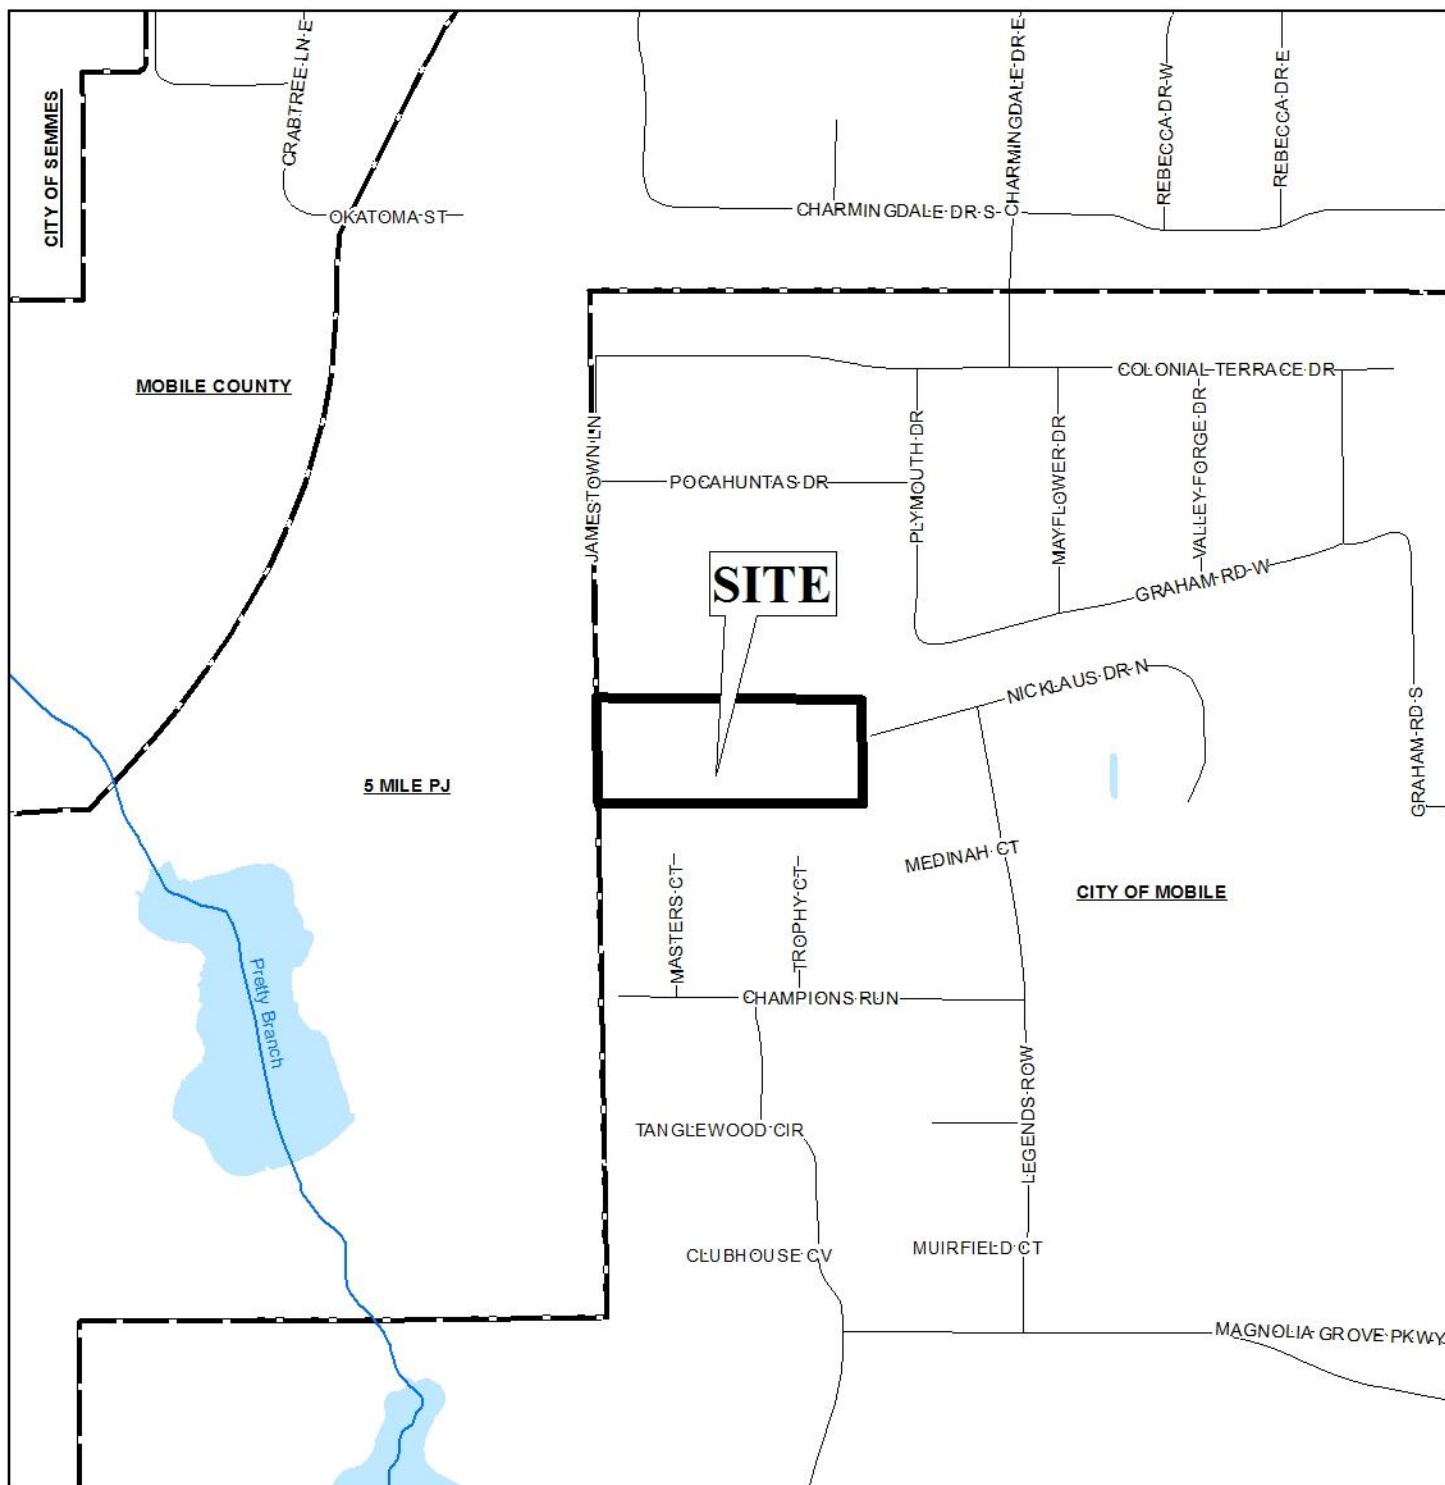 CITY OF SEMMES
CRABTREE LN E
CHARMINGDALE DR E
REBECCA DR W
REBECCA DR E
OKATOMA ST
CHARMINGDALE DR S
MOBILE COUNTY
COLONIAL TERRACE DR
JAMESTOWN LN
POCAHUNTAS DR
PLYMOUTH DR
MAYFLOWER DR
VALLEY FORGE DR
SITE
GRAHAM RD W
NICKLAUS DR N
GRAHAM RD S
5 MILE PJ
MEDINAH CT
CITY OF MOBILE
MASTERS CT
TROPHY CT
CHAMPIONS RUN
Pretty Branch
LEGENDS ROW
TANGLEWOOD CIR
CLUBHOUSE CV
MUIRFIELD CT
MAGNOLIA GROVE PKWY